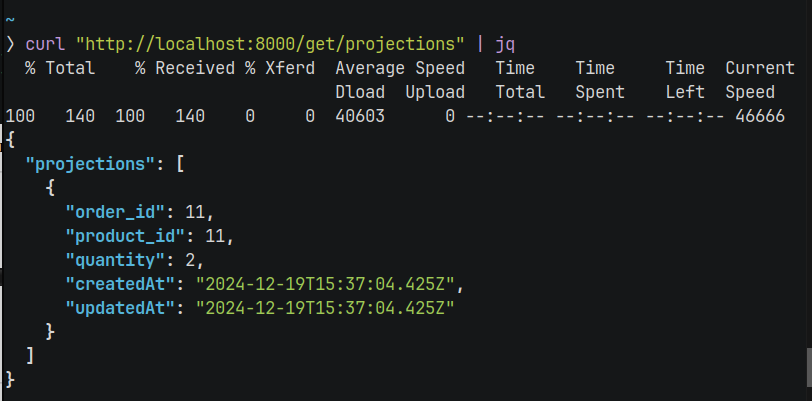 ~
❯ curl "http://localhost:8000/get/projections" | jq
  % Total    % Received % Xferd  Average Speed   Time    Time     Time  Current
                                 Dload  Upload   Total   Spent    Left  Speed
100   140  100   140    0     0  40603      0 --:--:-- --:--:-- --:--:-- 46666
{
  "projections": [
    {
      "order_id": 11,
      "product_id": 11,
      "quantity": 2,
      "createdAt": "2024-12-19T15:37:04.425Z",
      "updatedAt": "2024-12-19T15:37:04.425Z"
    }
  ]
}